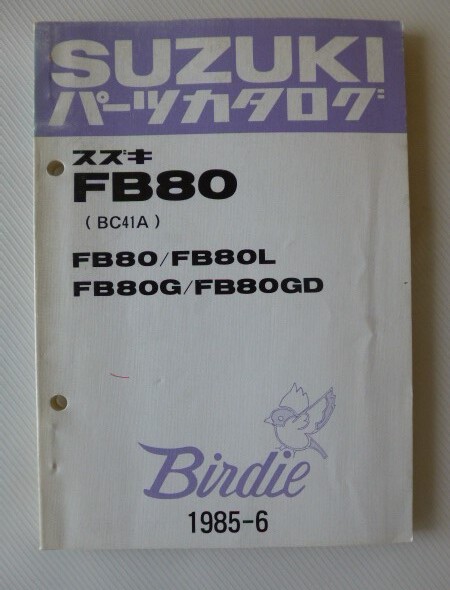 SUZUKI
パーツカタログ
スズキ
FB80
(BC41A)
FB80/FB80L
FB80G/FB80GD
Birdie
1985-6